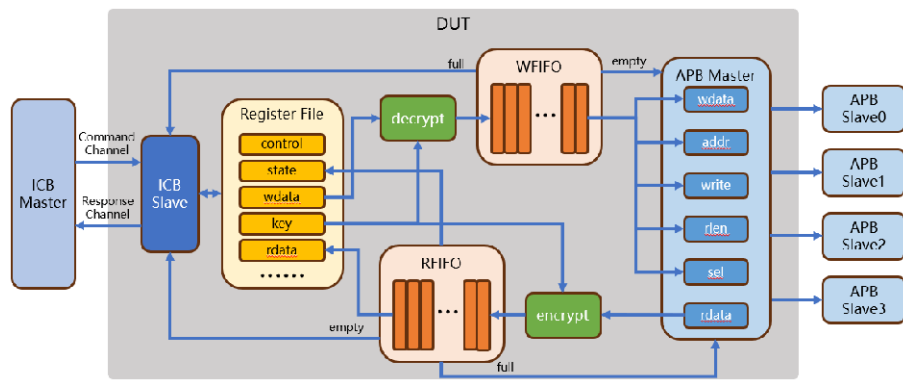 DUT
full
WFIFO
empty
APB Master
Register File
control
state
wdata
key
rdata
......
decrypt
...
wdata
addr
write
rlen
sel
rdata
APB
Slave0
APB
Slave1
APB
Slave2
APB
Slave3
ICB
Master
Command
Channel
Response
Channel
ICB
Slave
RFIFO
...
encrypt
empty
full